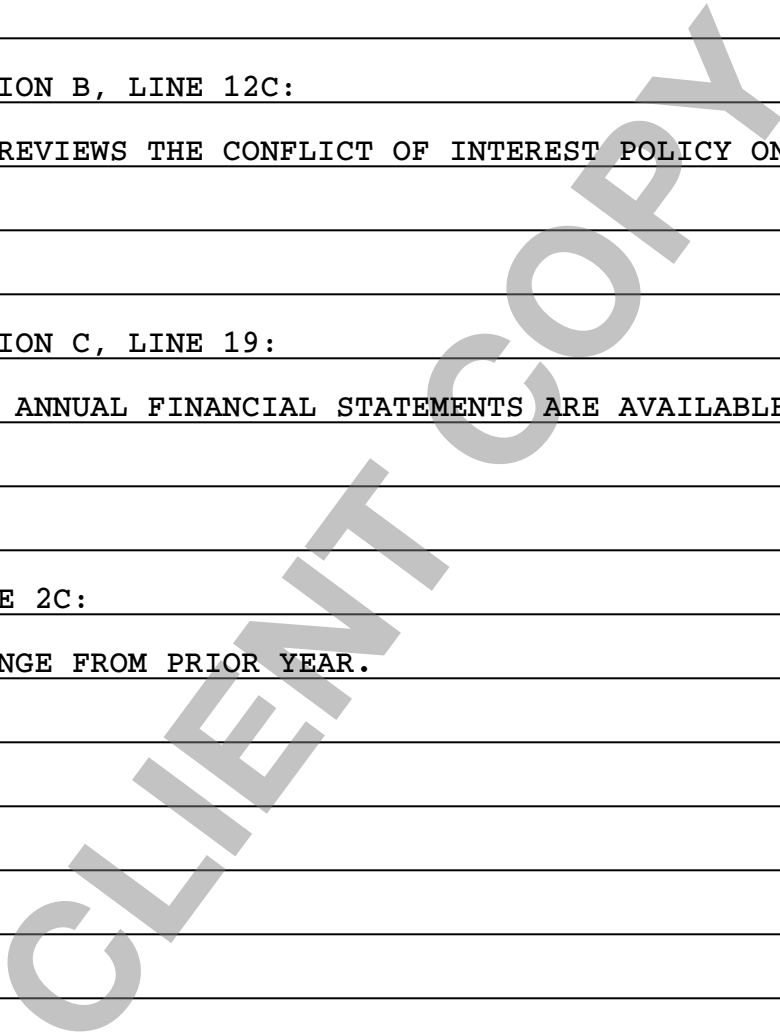 ION B, LINE 12C:
REVIEWS THE CONFLICT OF INTEREST POLICY ON
ION C, LINE 19:
ANNUAL FINANCIAL STATEMENTS ARE AVAILABLE
E 2C:
NGE FROM PRIOR YEAR.
CLIENT COPY